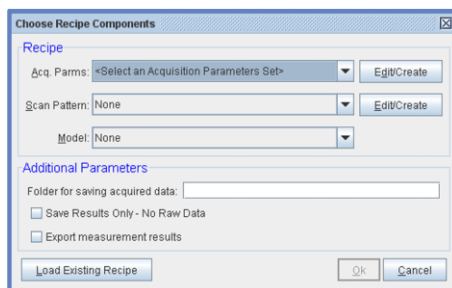 Choose Recipe Components
Recipe
Acq. Parms: <Select an Acquisition Parameters Set> Edit/Create
Scan Pattern: None Edit/Create
Model: None
Additional Parameters
Folder for saving acquired data:
Save Results Only - No Raw Data
Export measurement results
Load Existing Recipe Ok Cancel